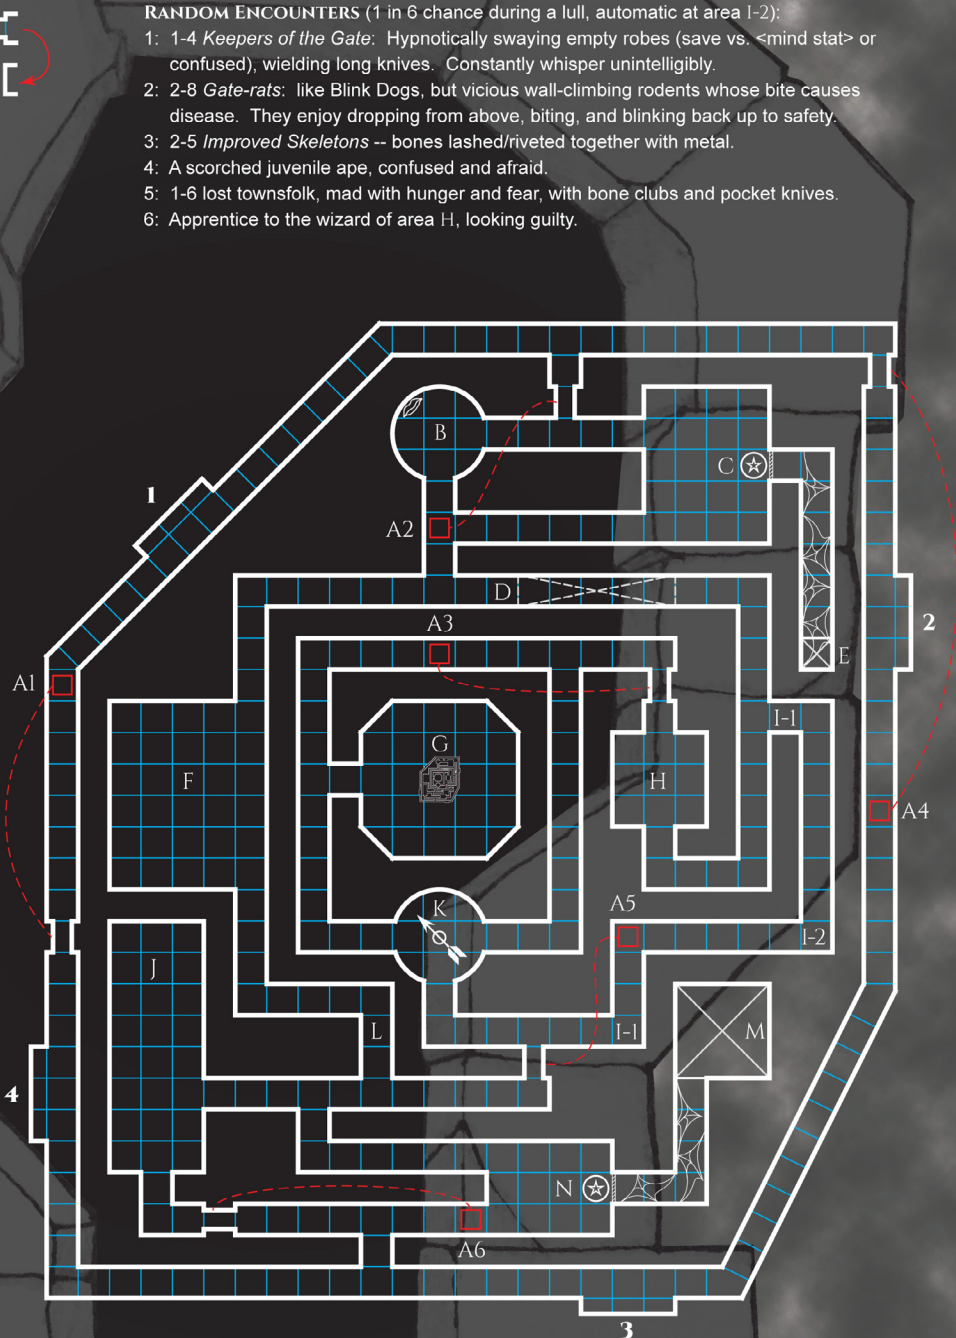 RANDOM ENCOUNTERS (1 in 6 chance during a lull, automatic at area I-2):
1: 1-4 Keepers of the Gate: Hypnotically swaying empty robes (save vs. <mind stat> or
confused), wielding long knives. Constantly whisper unintelligibly.
2: 2-8 Gate-rats: like Blink Dogs, but vicious wall-climbing rodents whose bite causes
disease. They enjoy dropping from above, biting, and blinking back up to safety.
3: 2-5 Improved Skeletons -- bones lashed/riveted together with metal.
4: A scorched juvenile ape, confused and afraid.
5: 1-6 lost townsfolk, mad with hunger and fear, with bone clubs and pocket knives.
6: Apprentice to the wizard of area H, looking guilty.
B
C
1
A2
D
A3
2
E
A1
I-1
G
F
H
A4
A5
K
I-2
J
L
I-1
M
4
N
A6
3